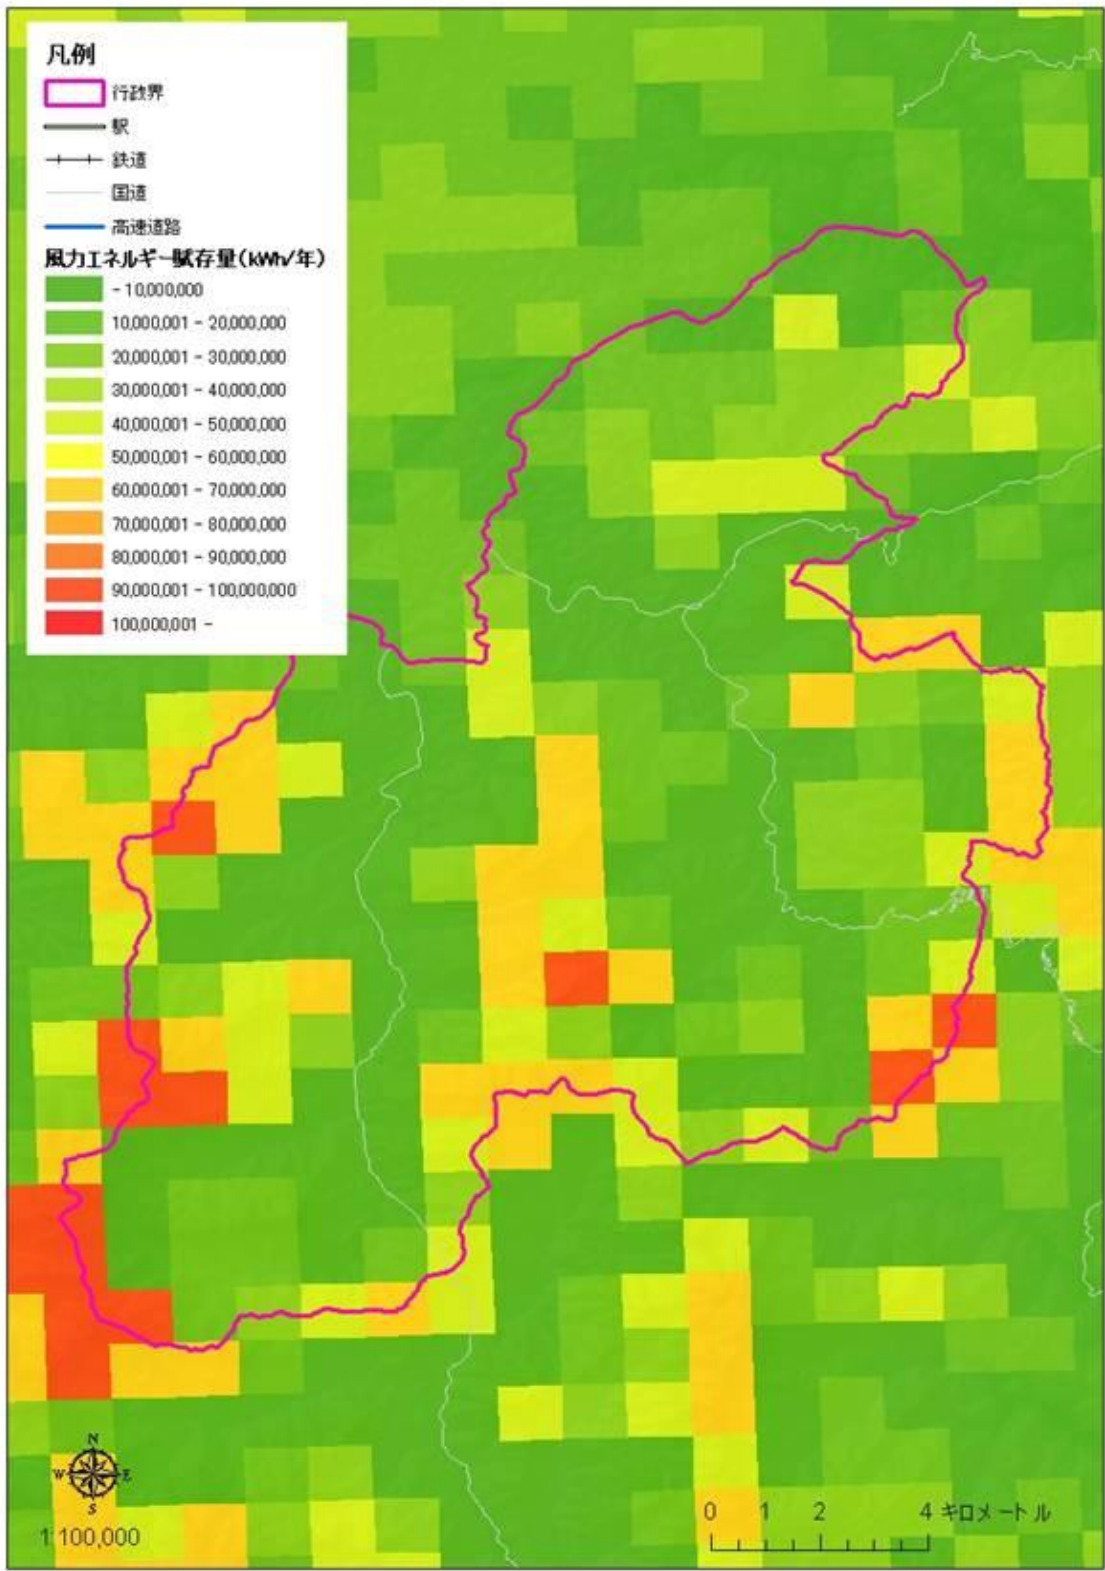 凡例
行政界
駅
鉄道
国道
高速道路
風力エネルギー賦存量(kWh/年)
- 10,000,000
10,000,001 - 20,000,000
20,000,001 - 30,000,000
30,000,001 - 40,000,000
40,000,001 - 50,000,000
50,000,001 - 60,000,000
60,000,001 - 70,000,000
70,000,001 - 80,000,000
80,000,001 - 90,000,000
90,000,001 - 100,000,000
100,000,001 -
N
W E
S
1:100,000
0 1 2 4 キロメートル